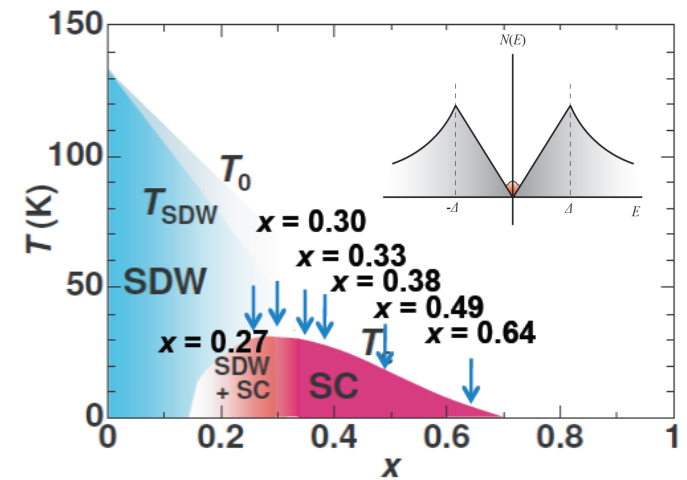 150
100
50
0
T (K)
0
0.2
0.4
0.6
0.8
1
x
T0
TSDW
SDW
x = 0.30
x = 0.33
x = 0.38
x = 0.49
x = 0.64
x = 0.27
SDW
+ SC
SC
N(E)
-Δ
Δ
E